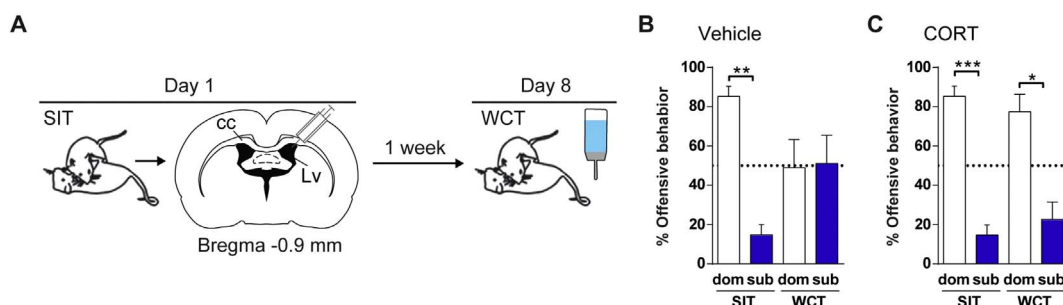 A
Day 1
SIT
cc
Lv
Bregma -0.9 mm
1 week
Day 8
WCT
B
Vehicle
% Offensive behabior
100
80
60
40
20
0
**
dom sub dom sub
SIT WCT
C
CORT
% Offensive behavior
100
80
60
40
20
0
***
*
dom sub dom sub
SIT WCT